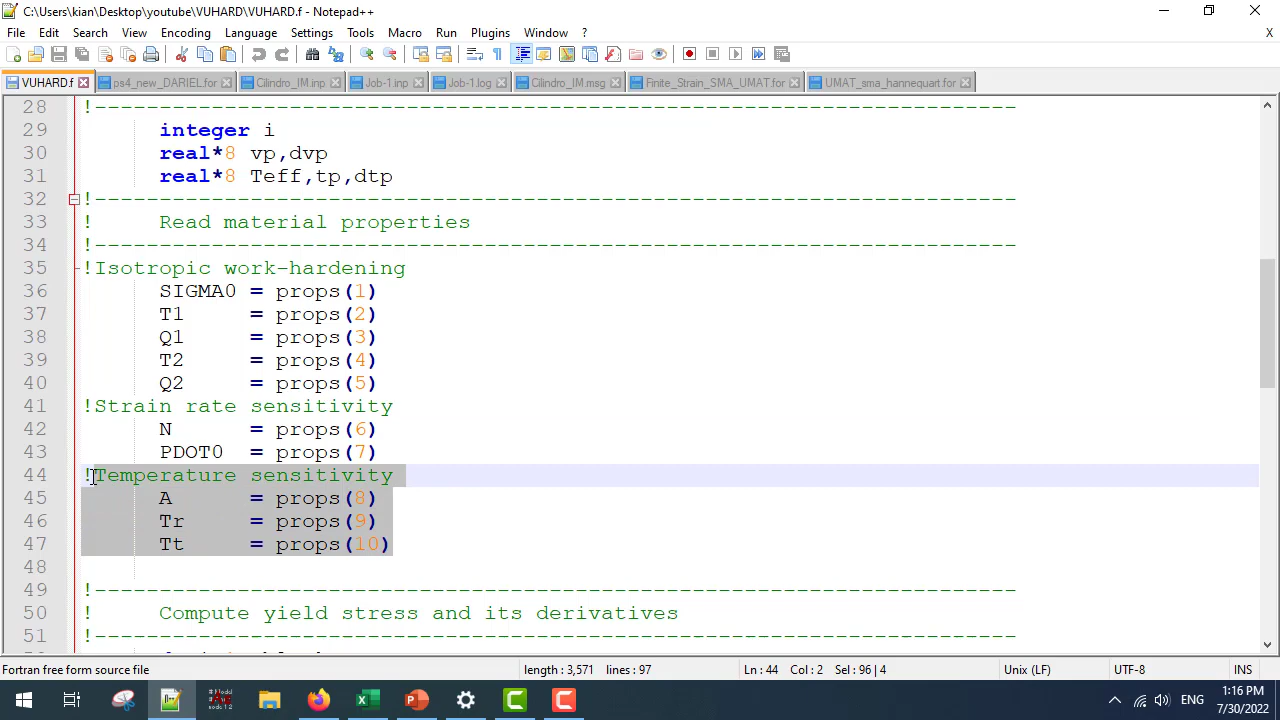 C:\Users\kian\Desktop\youtube\VUHARD\VUHARD.f - Notepad++
File Edit Search View Encoding Language Settings Tools Macro Run Plugins Window ?
X
VUHARD.f ps4_new_DARIEL.for Cilindro_IM.inp Job-1.inp Job-1.log Cilindro_IM.msg Finite_Strain_SMA_UMAT.for UMAT_sma_hannequart.for
28 !-----------------------------------------------------------------------
29 integer i
30 real*8 vp,dvp
31 real*8 Teff,tp,dtp
32 !-----------------------------------------------------------------------
33 ! Read material properties
34 !-----------------------------------------------------------------------
35 !Isotropic work-hardening
36 SIGMA0 = props(1)
37 T1 = props(2)
38 Q1 = props(3)
39 T2 = props(4)
40 Q2 = props(5)
41 !Strain rate sensitivity
42 N = props(6)
43 PDOT0 = props(7)
44 !Temperature sensitivity
45 A = props(8)
46 Tr = props(9)
47 Tt = props(10)
48
49 !-----------------------------------------------------------------------
50 ! Compute yield stress and its derivatives
51 !-----------------------------------------------------------------------
Fortran free form source file length : 3,571 lines : 97 Ln : 44 Col : 2 Sel : 96 | 4 Unix (LF) UTF-8 INS
ENG
1:16 PM
7/30/2022